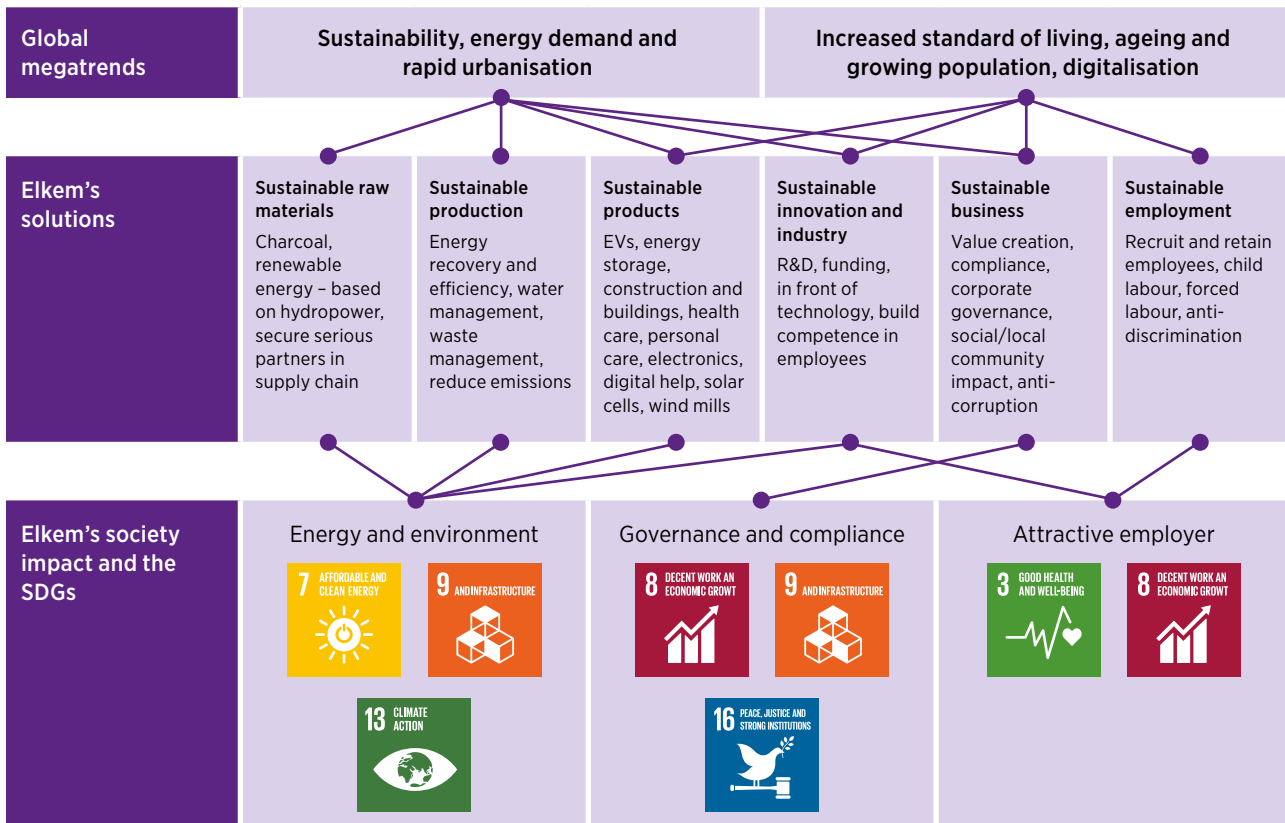 Global
megatrends
Sustainability, energy demand and
rapid urbanisation
Increased standard of living, ageing and
growing population, digitalisation
Elkem’s
solutions
Sustainable raw
materials
Charcoal,
renewable
energy – based
on hydropower,
secure serious
partners in
supply chain
Sustainable
production
Energy
recovery and
efficiency, water
management,
waste
management,
reduce emissions
Sustainable
products
EVs, energy
storage,
construction and
buildings, health
care, personal
care, electronics,
digital help, solar
cells, wind mills
Sustainable
innovation and
industry
R&D, funding,
in front of
technology, build
competence in
employees
Sustainable
business
Value creation,
compliance,
corporate
governance,
social/local
community
impact, anti-
corruption
Sustainable
employment
Recruit and retain
employees, child
labour, forced
labour, anti-
discrimination
Elkem’s society
impact and the
SDGs
Energy and environment
7 AFFORDABLE AND
CLEAN ENERGY
9 AND INFRASTRUCTURE
13 CLIMATE
ACTION
Governance and compliance
8 DECENT WORK AN
ECONOMIC GROWT
9 AND INFRASTRUCTURE
16 PEACE, JUSTICE AND
STRONG INSTITUTIONS
Attractive employer
3 GOOD HEALTH
AND WELL-BEING
8 DECENT WORK AN
ECONOMIC GROWT